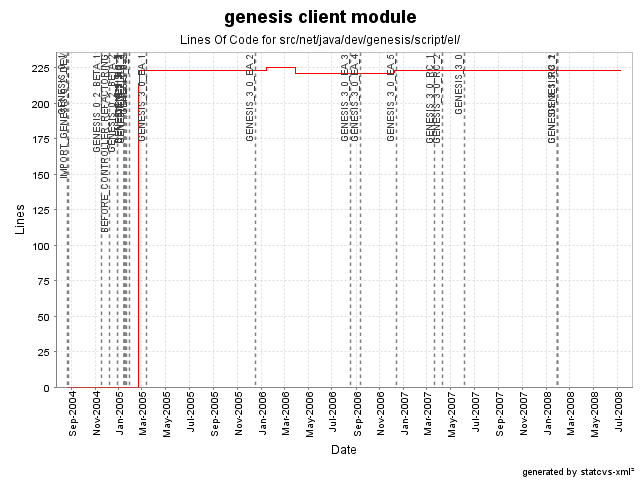 genesis client module
Lines Of Code for src/net/java/dev/genesis/script/el/
Lines
225
200
175
150
125
100
75
50
25
0
GENESIS_0_2_BETA_1
BEFORE_CONTROLLER_REFACTORING
GENESIS_3_0_EA_1
GENESIS_3_0_EA_2
GENESIS_3_0_EA_3
GENESIS_3_0_EA_4
GENESIS_3_0_EA_5
GENESIS_3_0_RC_1
GENESIS_3_0_RC_2
GENESIS_3_0
Sep-2004
Nov-2004
Jan-2005
Mar-2005
May-2005
Jul-2005
Sep-2005
Nov-2005
Jan-2006
Mar-2006
May-2006
Jul-2006
Sep-2006
Nov-2006
Jan-2007
Mar-2007
May-2007
Jul-2007
Sep-2007
Nov-2007
Jan-2008
Mar-2008
May-2008
Jul-2008
Date
generated by statcvs-xml²